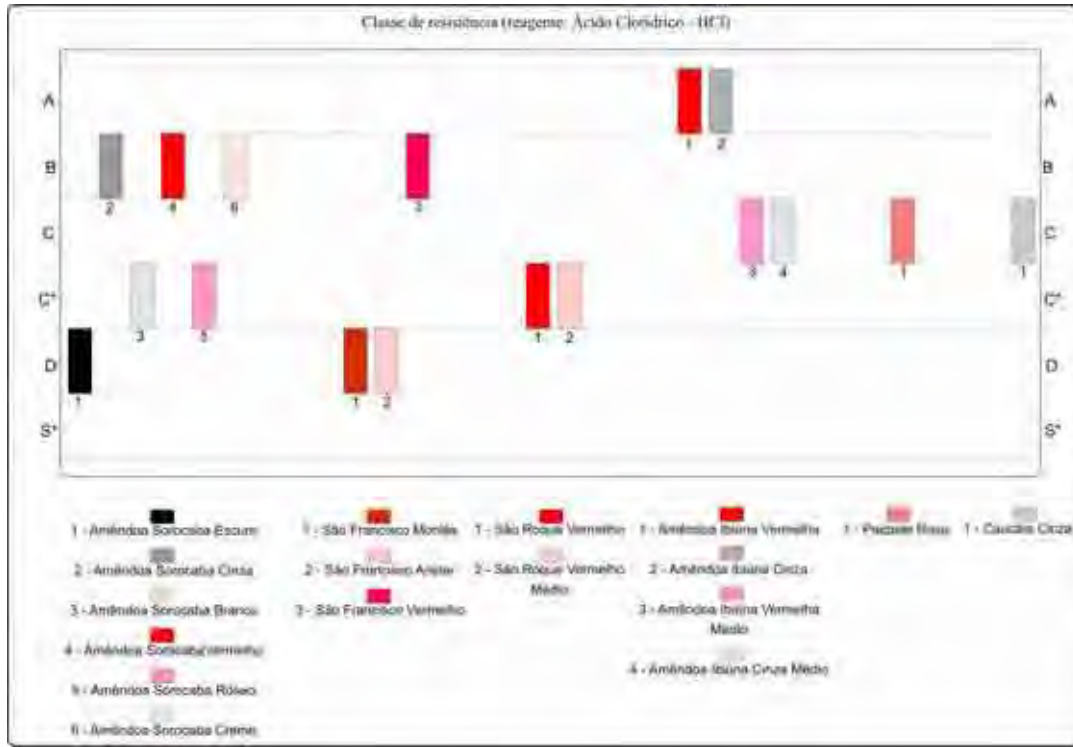 Classe de resistência (reagente: Ácido Clorídrico - HCl)
A A
B B
2 4 6 3
1 2
C C
3 4 1 1
C* C*
3 5 1 2
D D
1 1 2
S* S*
1 - Amêndoa Sorocaba Escuro
2 - Amêndoa Sorocaba Cinza
3 - Amêndoa Sorocaba Branco
4 - Amêndoa Sorocaba Vermelho
5 - Amêndoa Sorocaba Róseo
6 - Amêndoa Sorocaba Creme
1 - São Francisco
2 - São Francisco
3 - São Francisco Vermelho
1 - São Roque Vermelho
2 - São Roque Vermelho
Médio
1 - Amêndoa Ibiúna Vermelha
2 - Amêndoa Ibiúna Cinza
3 - Amêndoa Ibiúna Vermelha
Médio
4 - Amêndoa Ibiúna Cinza Médio
1 - Piedade Rosa
1 - Caucaia Cinza